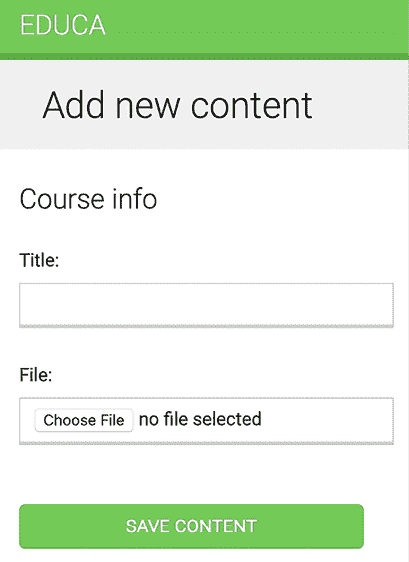 EDUCA
Add new content
Course info
Title:
File:
Choose File no file selected
SAVE CONTENT